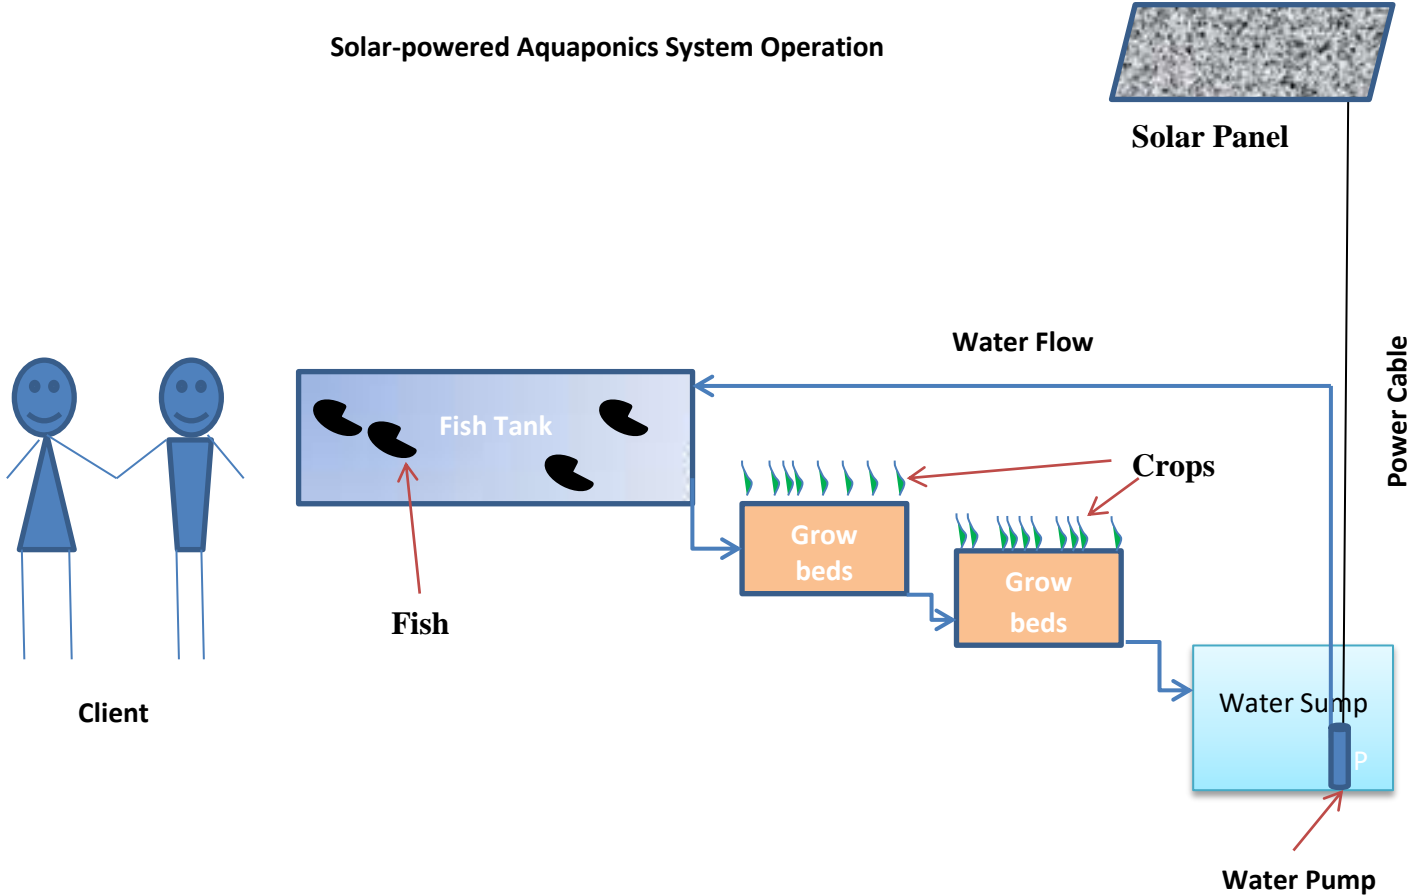 Solar-powered Aquaponics System Operation
Solar Panel
Water Flow
Power Cable
Fish Tank
Crops
Grow
beds
Grow
beds
Fish
Client
Water Sump
P
Water Pump